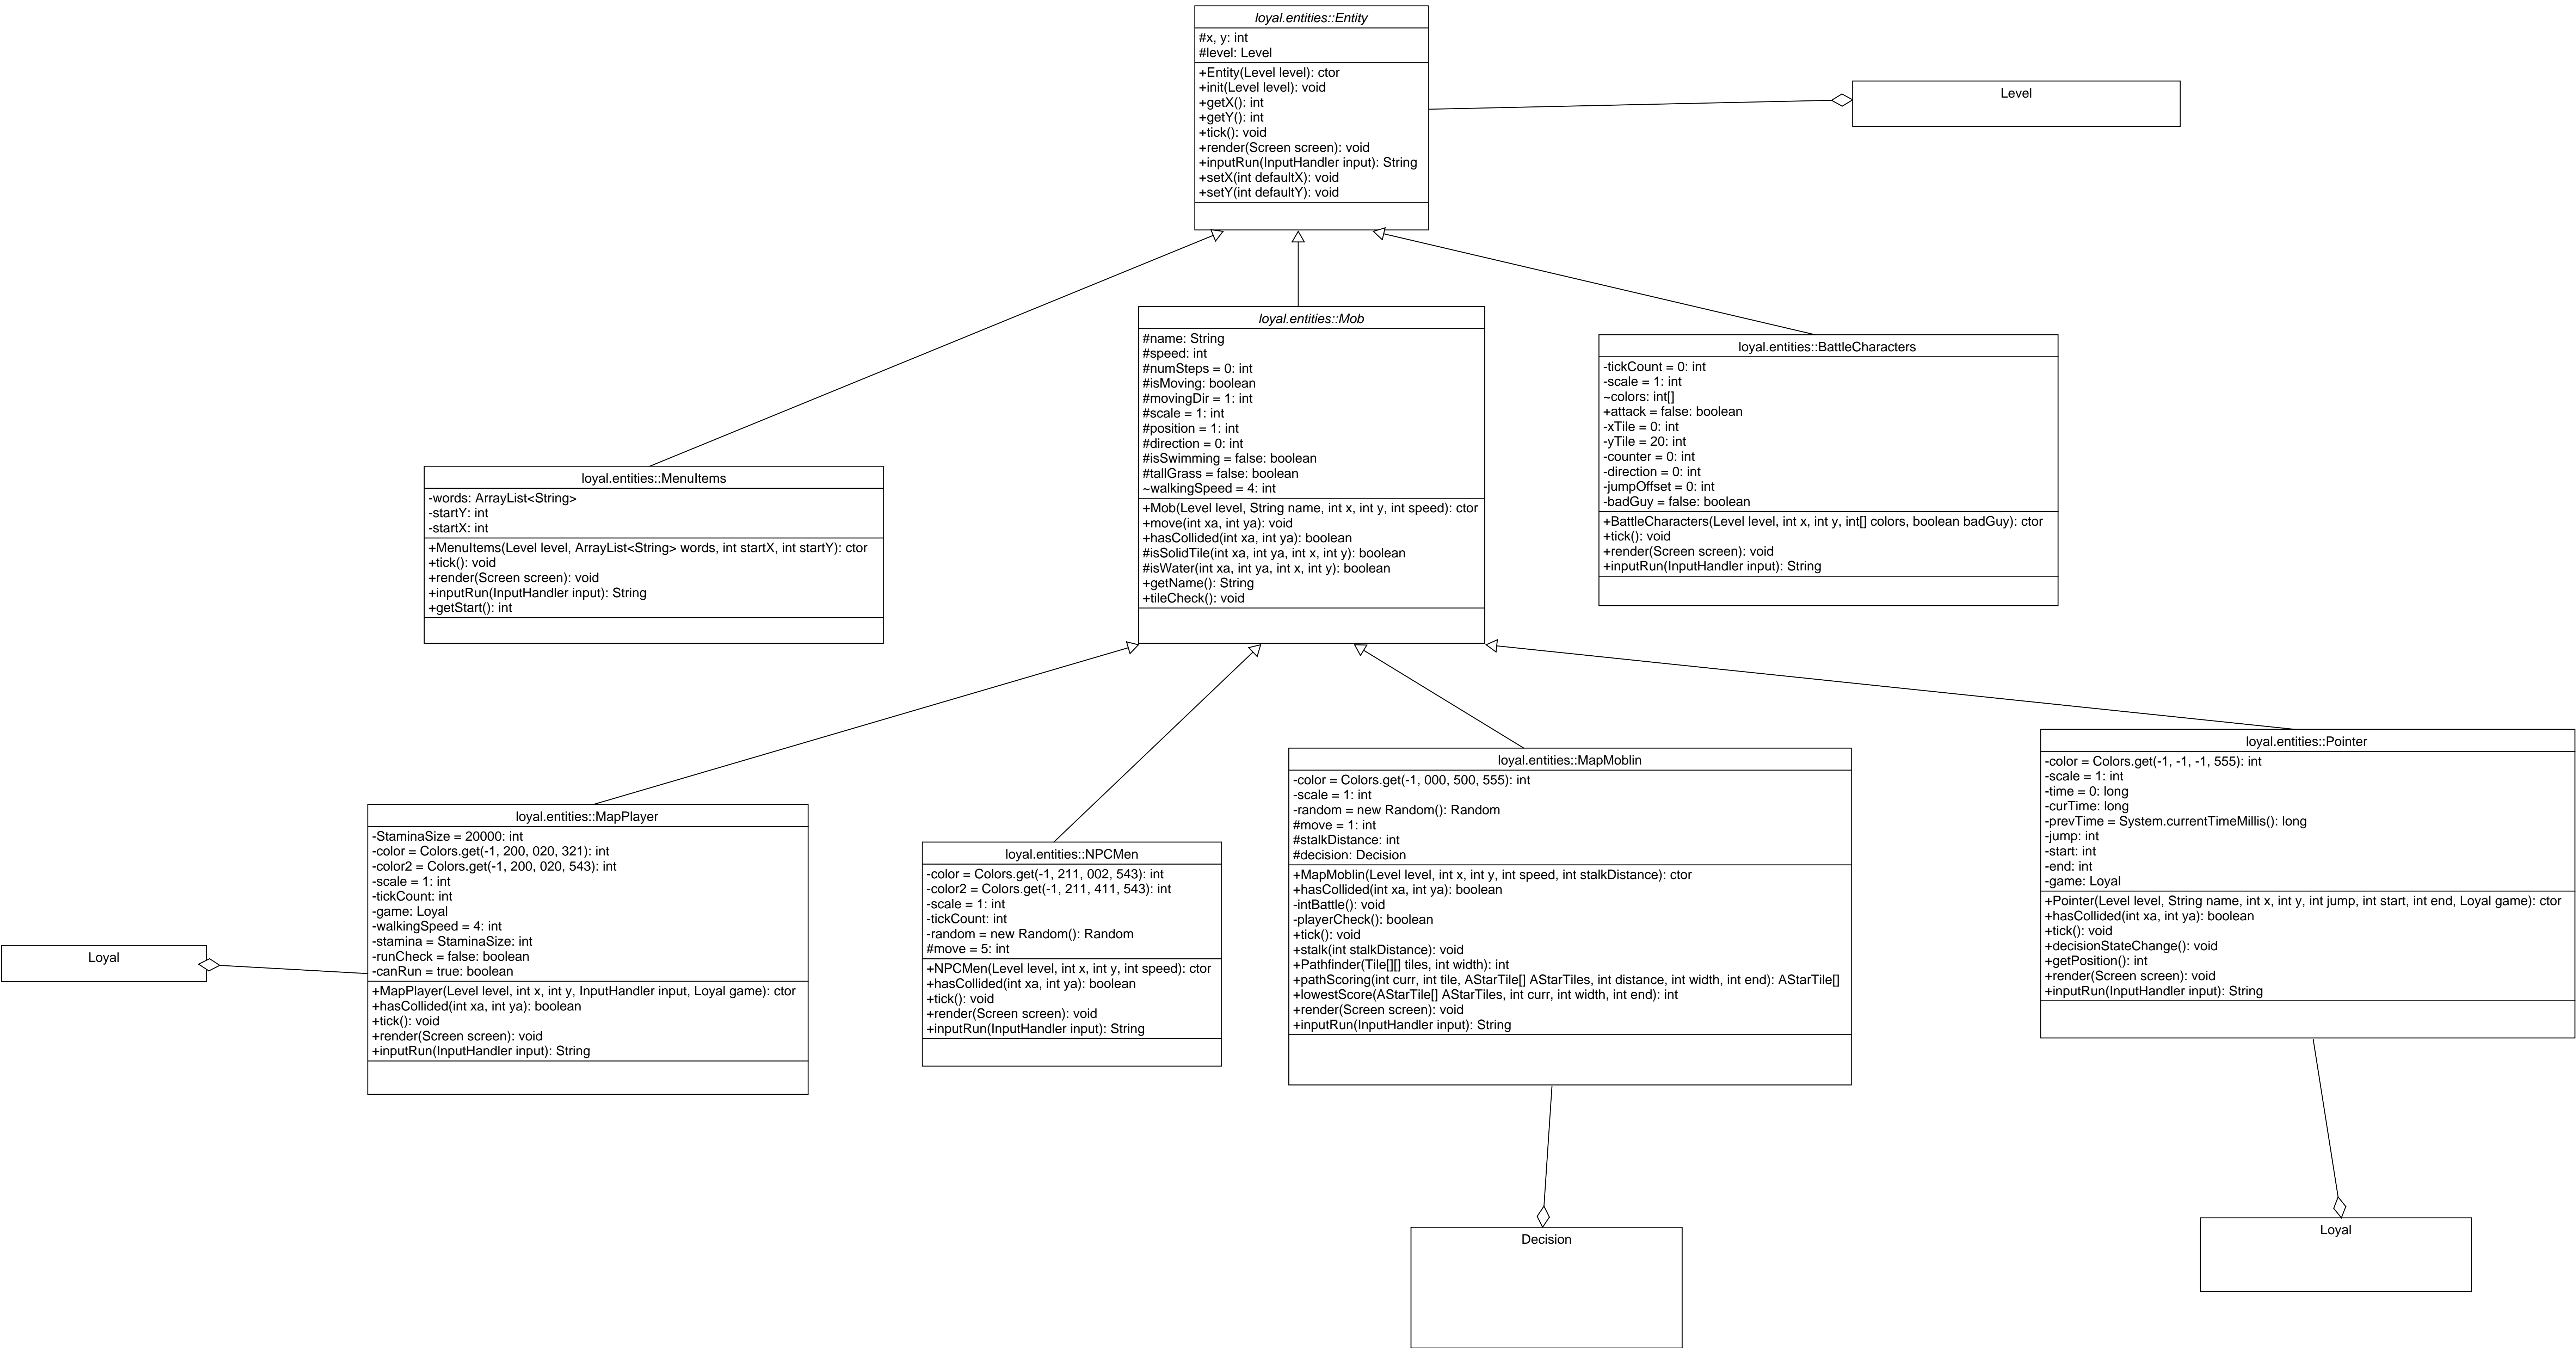 loyal.entities::Entity
#x, y: int
#level: Level
+Entity(Level level): ctor
+init(Level level): void
+getX(): int
+getY(): int
+tick(): void
+render(Screen screen): void
+inputRun(InputHandler input): String
+setX(int defaultX): void
+setY(int defaultY): void
Level
loyal.entities::Mob
#name: String
#speed: int
#numSteps = 0: int
#isMoving: boolean
#movingDir = 1: int
#scale = 1: int
#position = 1: int
#direction = 0: int
#isSwimming = false: boolean
#tallGrass = false: boolean
~walkingSpeed = 4: int
+Mob(Level level, String name, int x, int y, int speed): ctor
+move(int xa, int ya): void
+hasCollided(int xa, int ya): boolean
#isSolidTile(int xa, int ya, int x, int y): boolean
#isWater(int xa, int ya, int x, int y): boolean
+getName(): String
+tileCheck(): void
loyal.entities::BattleCharacters
-tickCount = 0: int
-scale = 1: int
~colors: int[]
+attack = false: boolean
-xTile = 0: int
-yTile = 20: int
-counter = 0: int
-direction = 0: int
-jumpOffset = 0: int
-badGuy = false: boolean
+BattleCharacters(Level level, int x, int y, int[] colors, boolean badGuy): ctor
+tick(): void
+render(Screen screen): void
+inputRun(InputHandler input): String
loyal.entities::MenuItems
-words: ArrayList<String>
-startY: int
-startX: int
+MenuItems(Level level, ArrayList<String> words, int startX, int startY): ctor
+tick(): void
+render(Screen screen): void
+inputRun(InputHandler input): String
+getStart(): int
Loyal
loyal.entities::MapPlayer
-StaminaSize = 20000: int
-color = Colors.get(-1, 200, 020, 321): int
-color2 = Colors.get(-1, 200, 020, 543): int
-scale = 1: int
-tickCount: int
-game: Loyal
-walkingSpeed = 4: int
-stamina = StaminaSize: int
-runCheck = false: boolean
-canRun = true: boolean
+MapPlayer(Level level, int x, int y, InputHandler input, Loyal game): ctor
+hasCollided(int xa, int ya): boolean
+tick(): void
+render(Screen screen): void
+inputRun(InputHandler input): String
loyal.entities::NPCMen
-color = Colors.get(-1, 211, 002, 543): int
-color2 = Colors.get(-1, 211, 411, 543): int
-scale = 1: int
-tickCount: int
-random = new Random(): Random
#move = 5: int
+NPCMen(Level level, int x, int y, int speed): ctor
+hasCollided(int xa, int ya): boolean
+tick(): void
+render(Screen screen): void
+inputRun(InputHandler input): String
loyal.entities::MapMoblin
-color = Colors.get(-1, 000, 500, 555): int
-scale = 1: int
-random = new Random(): Random
#move = 1: int
#stalkDistance: int
#decision: Decision
+MapMoblin(Level level, int x, int y, int speed, int stalkDistance): ctor
+hasCollided(int xa, int ya): boolean
-intBattle(): void
-playerCheck(): boolean
+tick(): void
+stalk(int stalkDistance): void
+Pathfinder(Tile[][] tiles, int width): int
+pathScoring(int curr, int tile, AStarTile[] AStarTiles, int distance, int width, int end): AStarTile[]
+lowestScore(AStarTile[] AStarTiles, int curr, int width, int end): int
+render(Screen screen): void
+inputRun(InputHandler input): String
loyal.entities::Pointer
-color = Colors.get(-1, -1, -1, 555): int
-scale = 1: int
-time = 0: long
-curTime: long
-prevTime = System.currentTimeMillis(): long
-jump: int
-start: int
-end: int
-game: Loyal
+Pointer(Level level, String name, int x, int y, int jump, int start, int end, Loyal game): ctor
+hasCollided(int xa, int ya): boolean
+tick(): void
+decisionStateChange(): void
+getPosition(): int
+render(Screen screen): void
+inputRun(InputHandler input): String
Decision
Loyal